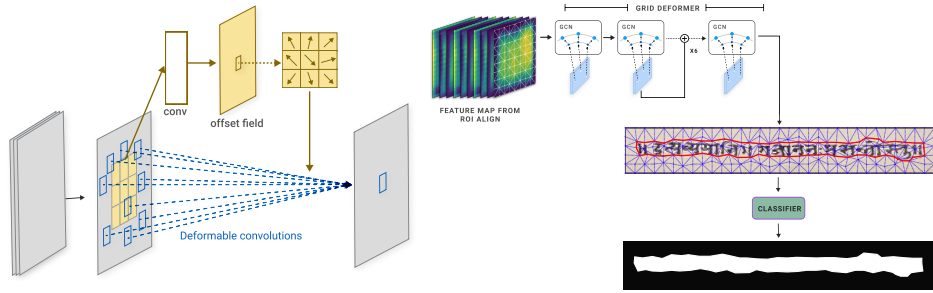 conv
offset field
Deformable convolutions
GRID DEFORMER
GCN
GCN
GCN
x6
FEATURE MAP FROM
ROI ALIGN
CLASSIFIER